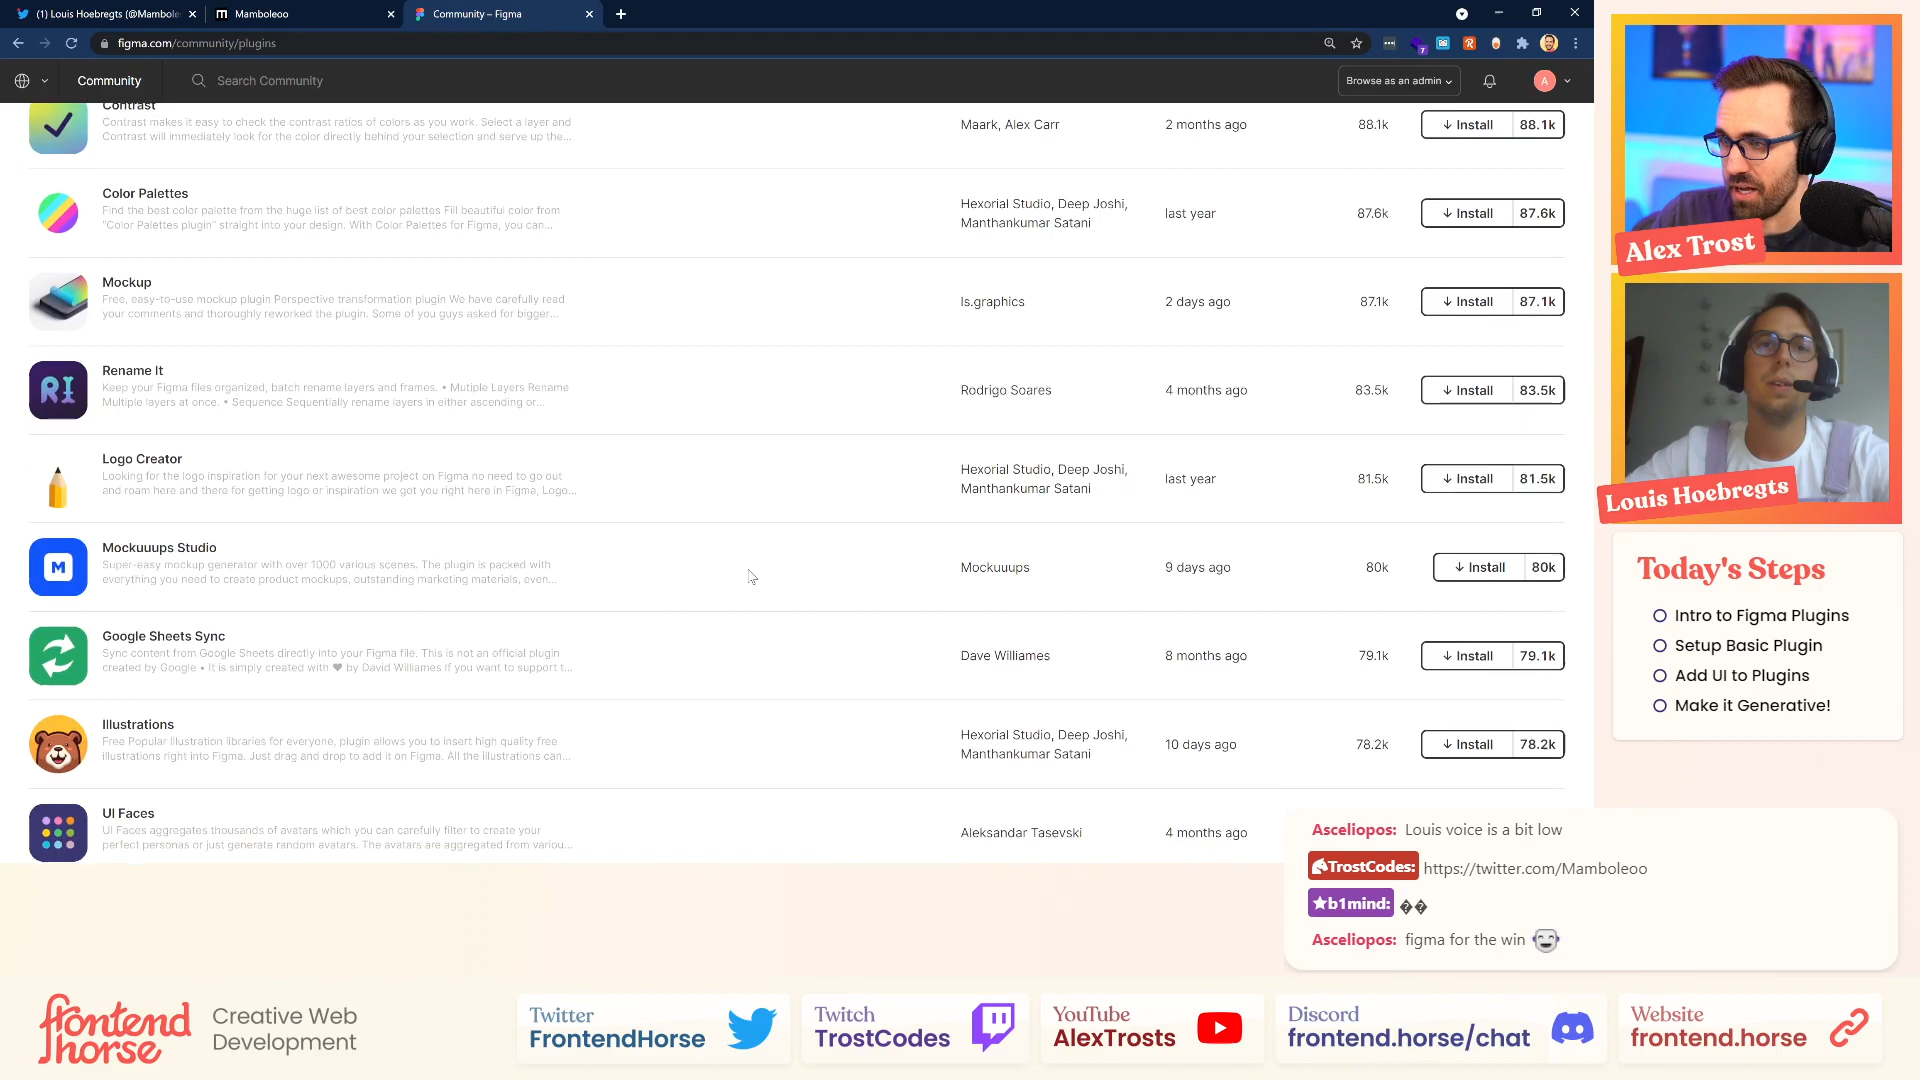 (1) Louis Hoebregts (@Mambole
Mamboleoo
Community – Figma
figma.com/community/plugins
7
Community
Search Community
Browse as an admin
A
Contrast
Contrast makes it easy to check the contrast ratios of colors as you work. Select a layer and
Contrast will immediately look for the color directly behind your selection and serve up the...
Maark, Alex Carr
2 months ago
88.1k
Install
88.1k
Color Palettes
Find the best color palette from the huge list of best color palettes Fill beautiful color from
"Color Palettes plugin" straight into your design. With Color Palettes for Figma, you can...
Hexorial Studio, Deep Joshi,
Manthankumar Satani
last year
87.6k
Install
87.6k
Mockup
Free, easy-to-use mockup plugin Perspective transformation plugin We have carefully read
your comments and thoroughly reworked the plugin. Some of you guys asked for bigger...
ls.graphics
2 days ago
87.1k
Install
87.1k
RI
Rename It
Keep your Figma files organized, batch rename layers and frames. • Mutiple Layers Rename
Multiple layers at once. • Sequence Sequentially rename layers in either ascending or...
Rodrigo Soares
4 months ago
83.5k
Install
83.5k
Logo Creator
Looking for the logo inspiration for your next awesome project on Figma no need to go out
and roam here and there for getting logo or inspiration we got you right here in Figma, Logo...
Hexorial Studio, Deep Joshi,
Manthankumar Satani
last year
81.5k
Install
81.5k
M
Mockuuups Studio
Super-easy mockup generator with over 1000 various scenes. The plugin is packed with
everything you need to create product mockups, outstanding marketing materials, even...
Mockuuups
9 days ago
80k
Install
80k
Google Sheets Sync
Sync content from Google Sheets directly into your Figma file. This is not an official plugin
created by Google • It is simply created with ♥ by David Williames If you want to support t...
Dave Williames
8 months ago
79.1k
Install
79.1k
Illustrations
Free Popular Illustration libraries for everyone, plugin allows you to insert high quality free
illustrations right into Figma. Just drag and drop to add it on Figma. All the illustrations can...
Hexorial Studio, Deep Joshi,
Manthankumar Satani
10 days ago
78.2k
Install
78.2k
UI Faces
UI Faces aggregates thousands of avatars which you can carefully filter to create your
perfect personas or just generate random avatars. The avatars are aggregated from variou...
Aleksandar Tasevski
4 months ago
Alex Trost
Louis Hoebregts
Today's Steps
Intro to Figma Plugins
Setup Basic Plugin
Add UI to Plugins
Make it Generative!
Asceliopos: Louis voice is a bit low
TrostCodes: https://twitter.com/Mamboleoo
b1mind: ��
Asceliopos: figma for the win
frontend
horse
Creative Web
Development
Twitter
FrontendHorse
Twitch
TrostCodes
YouTube
AlexTrosts
Discord
frontend.horse/chat
Website
frontend.horse